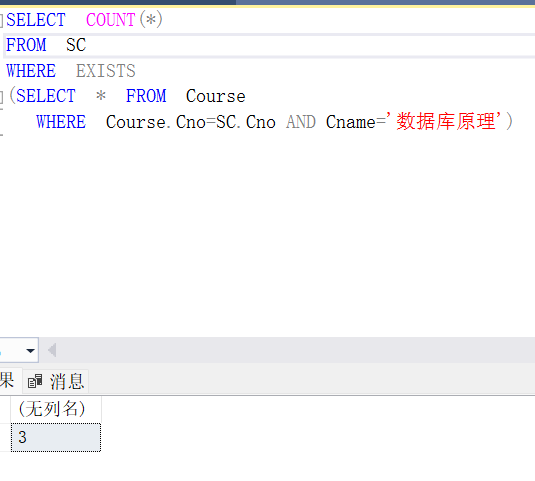 SELECT COUNT(*)
FROM SC
WHERE EXISTS
(SELECT * FROM Course
WHERE Course.Cno=SC.Cno AND Cname='数据库原理')
果 消息
(无列名)
3